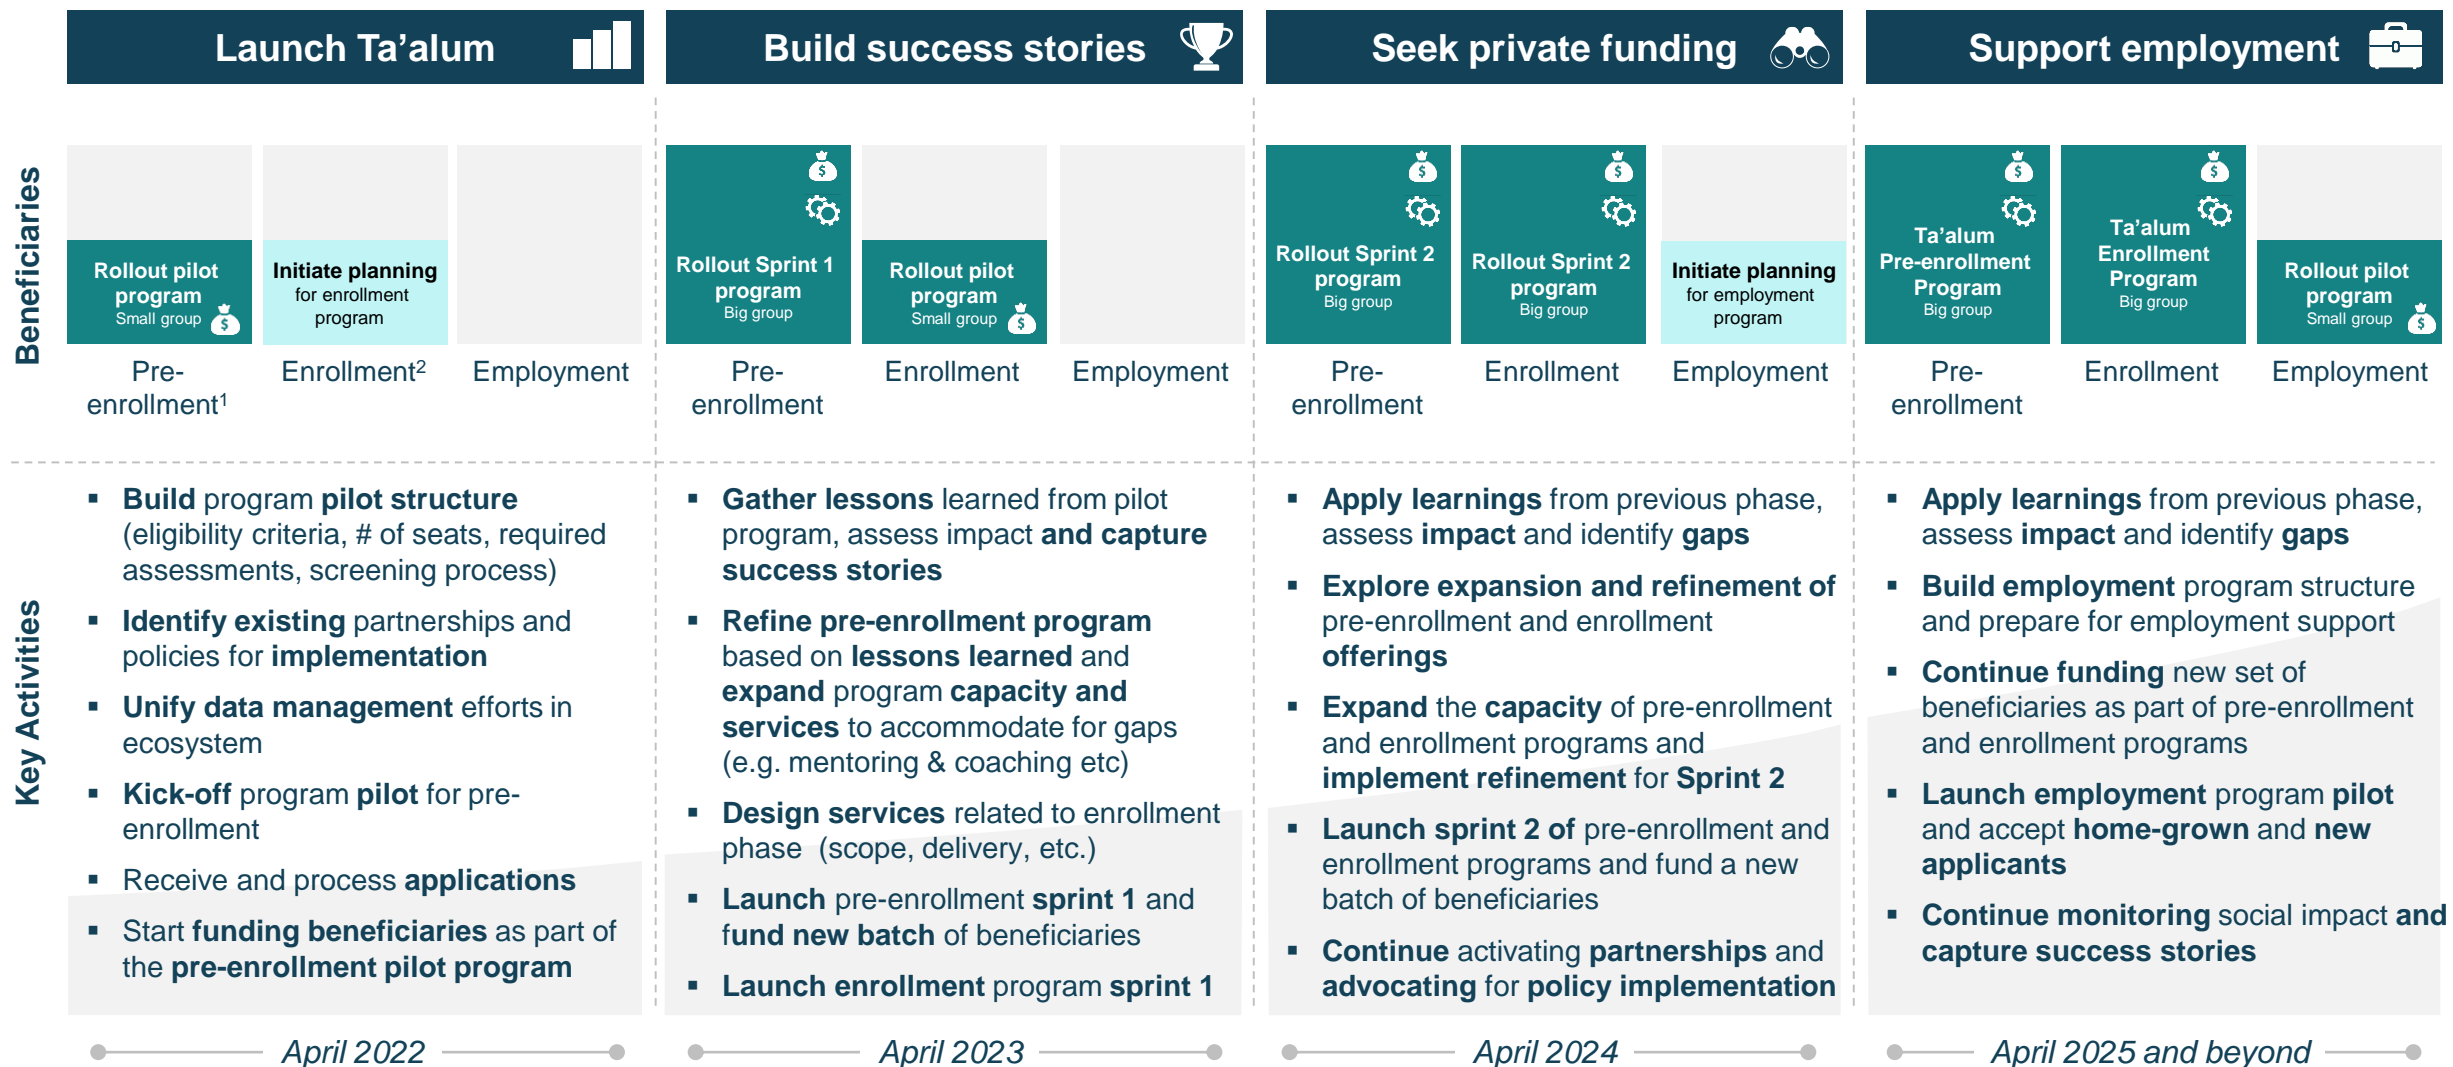 Launch Ta’alum
Build success stories
Seek private funding
Support employment
Beneficiaries
Rollout pilot
program
Small group
$
Initiate planning
for enrollment
program
Pre-
enrollment1
Enrollment2
Employment
$
Rollout Sprint 1
program
Big group
Rollout pilot
program
Small group
$
Pre-
enrollment
Enrollment
Employment
$
Rollout Sprint 2
program
Big group
$
Rollout Sprint 2
program
Big group
Initiate planning
for employment
program
Pre-
enrollment
Enrollment
Employment
$
Ta’alum
Pre-enrollment
Program
Big group
$
Ta’alum
Enrollment
Program
Big group
Rollout pilot
program
Small group
$
Pre-
enrollment
Enrollment
Employment
Key Activities
▪ Build program pilot structure
(eligibility criteria, # of seats, required
assessments, screening process)
▪ Identify existing partnerships and
policies for implementation
▪ Unify data management efforts in
ecosystem
▪ Kick-off program pilot for pre-
enrollment
▪ Receive and process applications
▪ Start funding beneficiaries as part of
the pre-enrollment pilot program
▪ Gather lessons learned from pilot
program, assess impact and capture
success stories
▪ Refine pre-enrollment program
based on lessons learned and
expand program capacity and
services to accommodate for gaps
(e.g. mentoring & coaching etc)
▪ Design services related to enrollment
phase (scope, delivery, etc.)
▪ Launch pre-enrollment sprint 1 and
fund new batch of beneficiaries
▪ Launch enrollment program sprint 1
▪ Apply learnings from previous phase,
assess impact and identify gaps
▪ Explore expansion and refinement of
pre-enrollment and enrollment
offerings
▪ Expand the capacity of pre-enrollment
and enrollment programs and
implement refinement for Sprint 2
▪ Launch sprint 2 of pre-enrollment and
enrollment programs and fund a new
batch of beneficiaries
▪ Continue activating partnerships and
advocating for policy implementation
▪ Apply learnings from previous phase,
assess impact and identify gaps
▪ Build employment program structure
and prepare for employment support
▪ Continue funding new set of
beneficiaries as part of pre-enrollment
and enrollment programs
▪ Launch employment program pilot
and accept home-grown and new
applicants
▪ Continue monitoring social impact and
capture success stories
April 2022
April 2023
April 2024
April 2025 and beyond